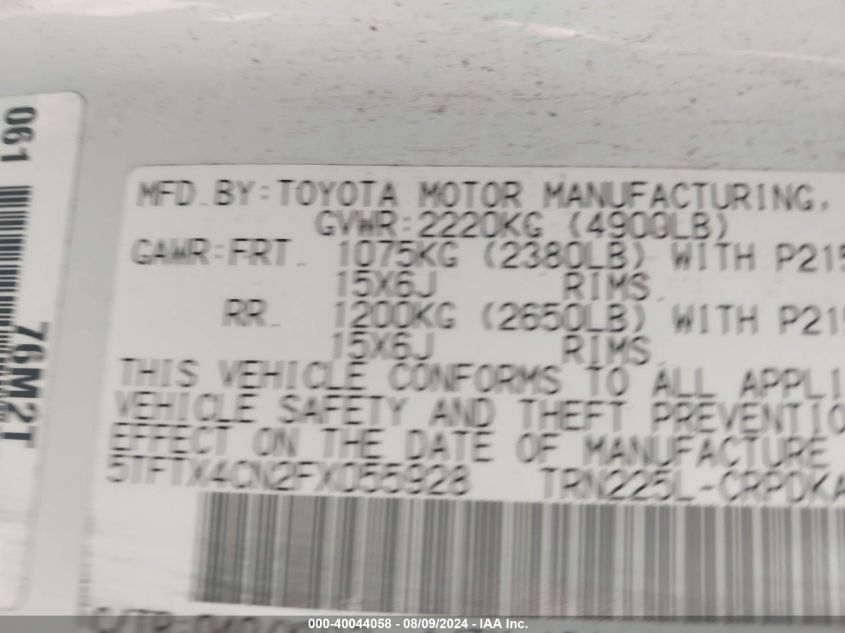 061
76M2T
MFD. BY: TOYOTA MOTOR MANUFACTURING,
GVWR: 2220KG (4900LB)
GAWR: FRT. 1075KG (2380LB) WITH P215
15X6J RIMS,
RR. 1200KG (2650LB) WITH P215
15X6J RIMS,
THIS VEHICLE CONFORMS TO ALL APPLI
VEHICLE SAFETY AND THEFT PREVENTIO
EFFECT ON THE DATE OF MANUFACTURE
5TFTX4CN2FX055928 TRN225L-CRPDKA
C/TR:040/
000-40044058 - 08/09/2024 - IAA Inc.